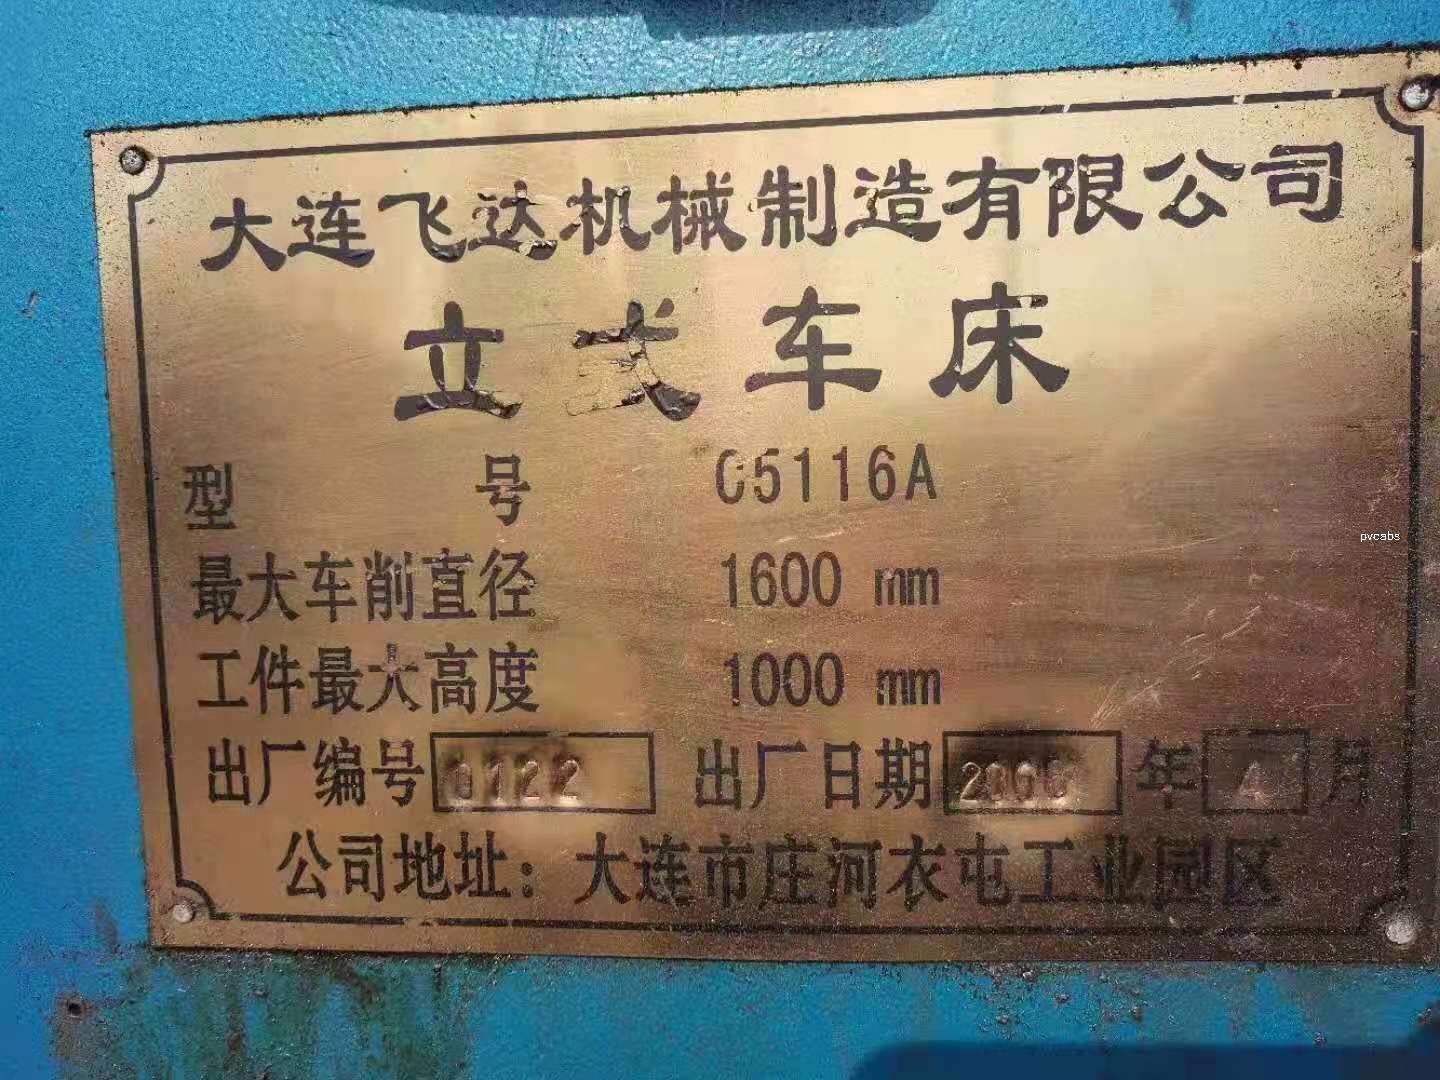 大连飞达机械制造有限公司
立式车床
型 号 C5116A
最大车削直径 1600 mm
工件最大高度 1000 mm
出厂编号 0122 出厂日期 年 4 月
公司地址：大连市庄河衣屯工业园区
pvcabs